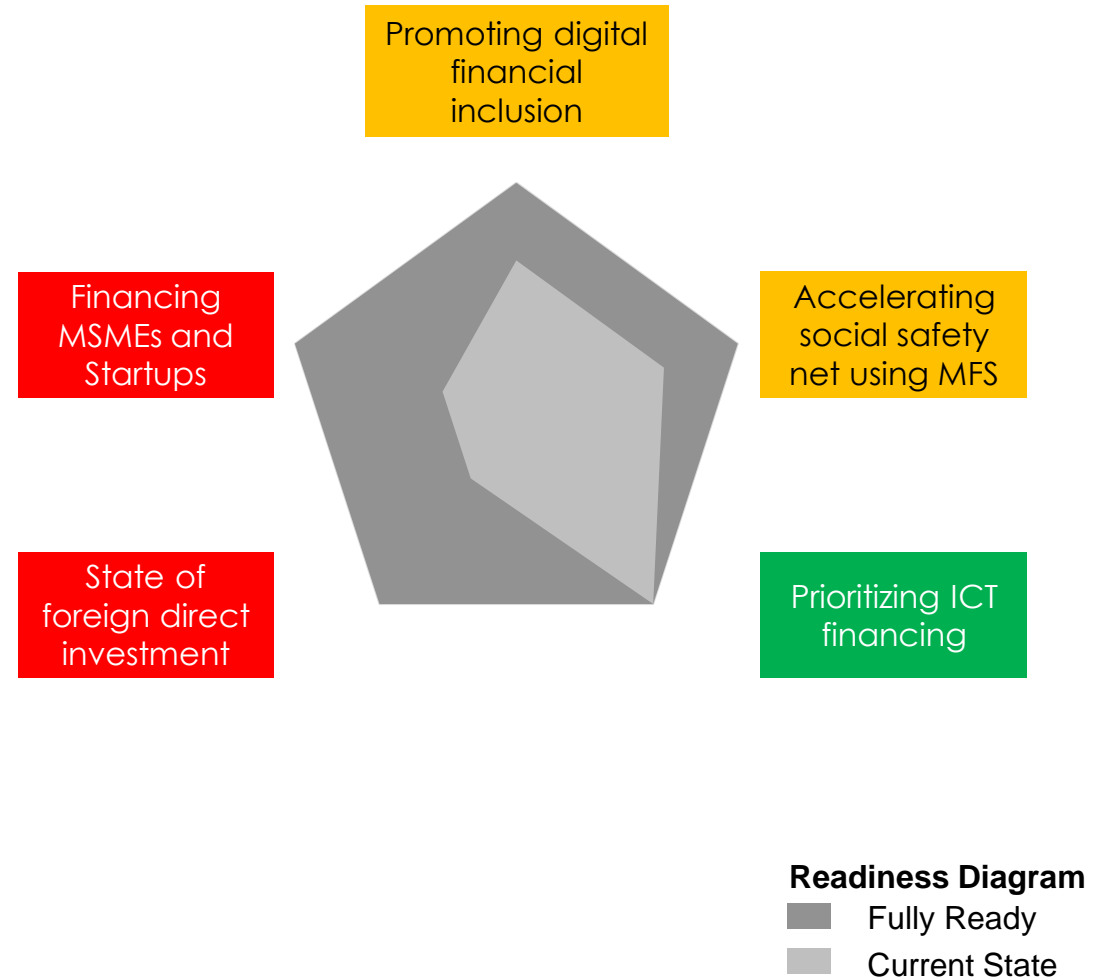 Promoting digital
financial
inclusion
Financing
MSMEs and
Startups
Accelerating
social safety
net using MFS
State of
foreign direct
investment
Prioritizing ICT
financing
Readiness Diagram
Fully Ready
Current State